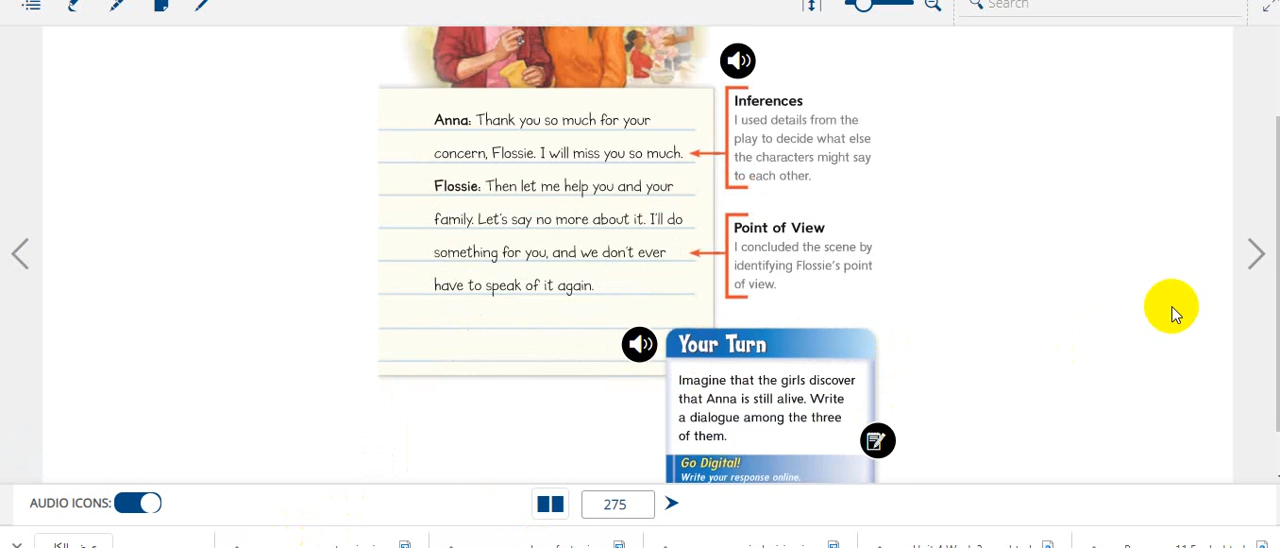 Search
Inferences
I used details from the
play to decide what else
the characters might say
to each other.
Anna: Thank you so much for your
concern, Flossie. I will miss you so much.
Flossie: Then let me help you and your
family. Let's say no more about it. I'll do
something for you, and we don't ever
have to speak of it again.
Point of View
I concluded the scene by
identifying Flossie's point
of view.
Your Turn
Imagine that the girls discover
that Anna is still alive. Write
a dialogue among the three
of them.
Go Digital!
Write your response online.
AUDIO ICONS:
275